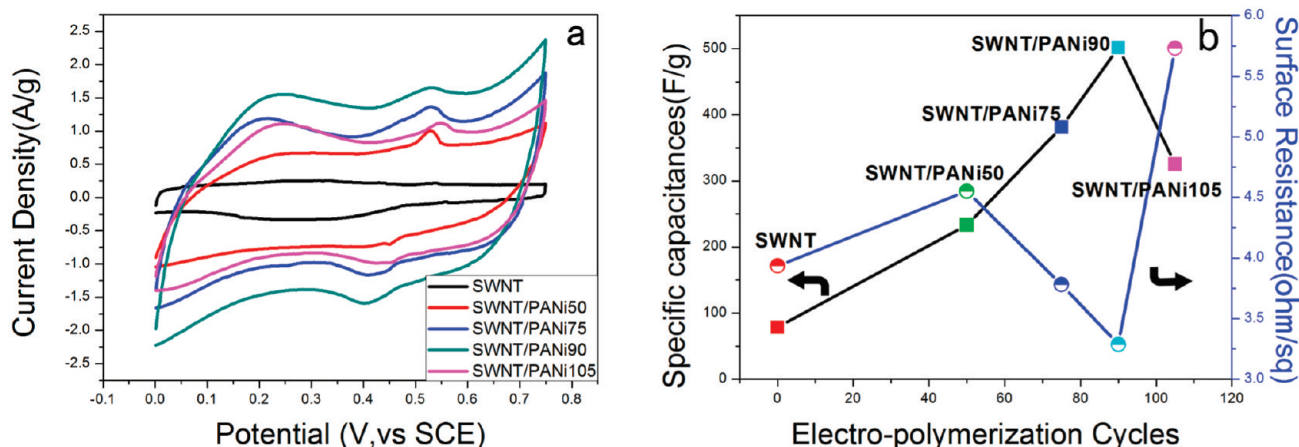 a
Current Density(A/g)
2.5
2.0
1.5
1.0
0.5
0.0
-0.5
-1.0
-1.5
-2.0
-2.5
-0.1 0.0 0.1 0.2 0.3 0.4 0.5 0.6 0.7 0.8
Potential (V,vs SCE)
SWNT
SWNT/PANi50
SWNT/PANi75
SWNT/PANi90
SWNT/PANi105
b
Specific capacitances(F/g)
500
400
300
200
100
0
SWNT/PANi90
SWNT/PANi75
SWNT/PANi50
SWNT/PANi105
SWNT
0 20 40 60 80 100 120
Electro-polymerization Cycles
6.0
5.5
5.0
4.5
4.0
3.5
3.0
Surface Resistance(ohm/sq)